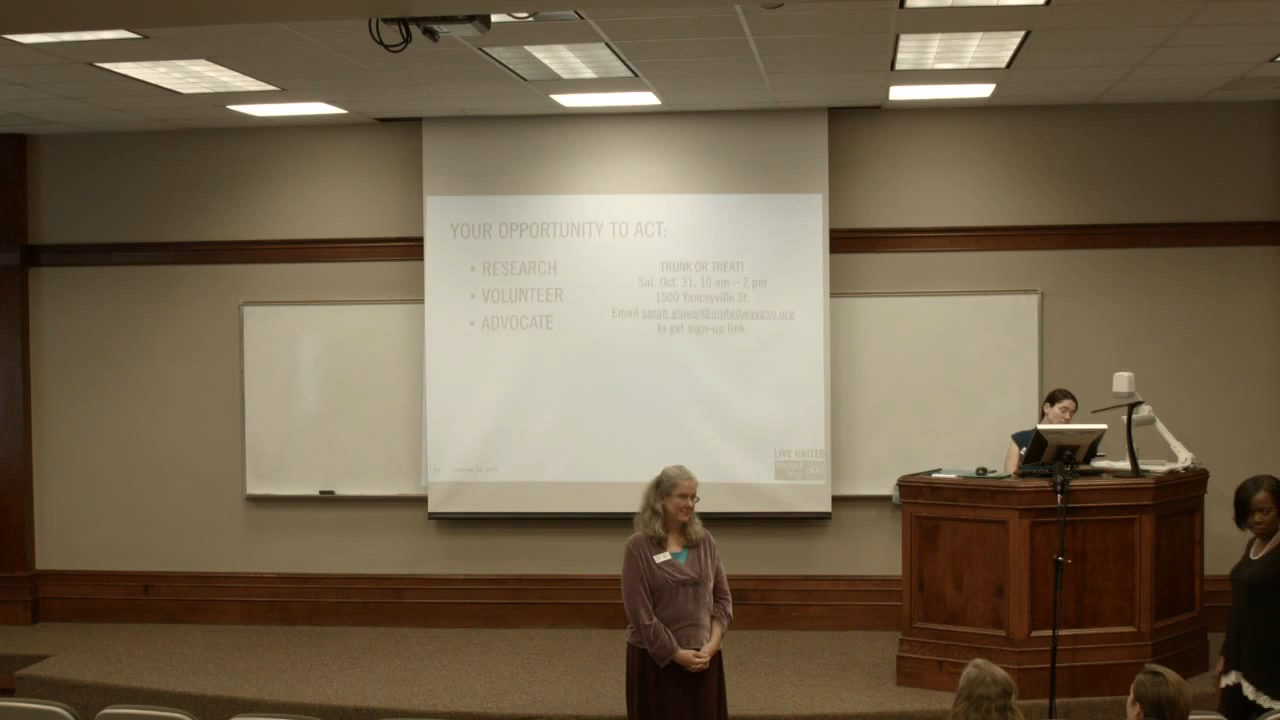 YOUR OPPORTUNITY TO ACT:
• RESEARCH
• VOLUNTEER
• ADVOCATE
TRUNK OR TREAT!
Sat. Oct. 31, 10 am – 2 pm
1500 Yanceyville St.
Email sarah.glover@unitedwaygso.org
to get sign-up link.
LIVE UNITED